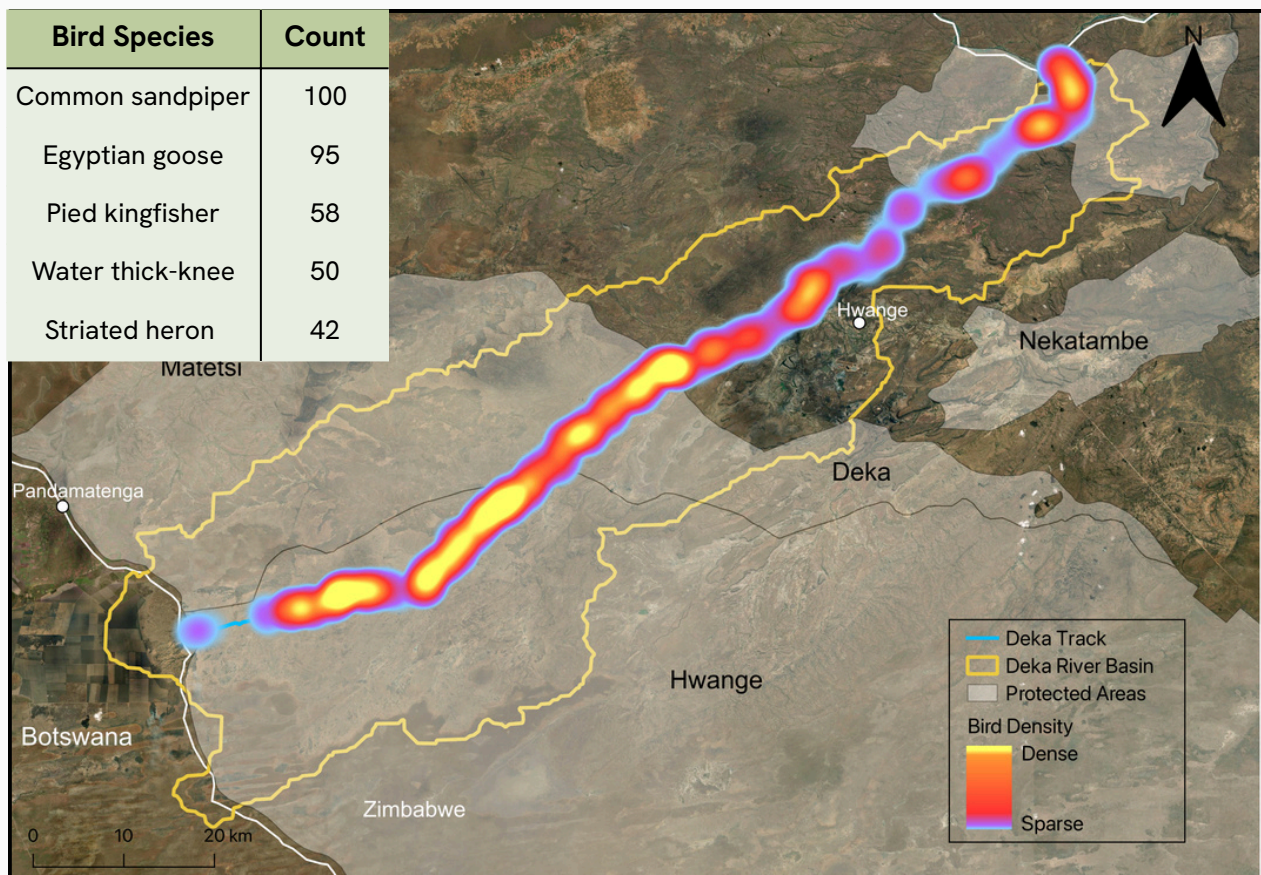 Bird Species Count
Common sandpiper 100
Egyptian goose 95
Pied kingfisher 58
Water thick-knee 50
Striated heron 42
N
Matetsi
Hwange
Nekatambe
Pandamatenga
Deka
Hwange
Botswana
Zimbabwe
0 10 20 km
Deka Track
Deka River Basin
Protected Areas
Bird Density
Dense
Sparse